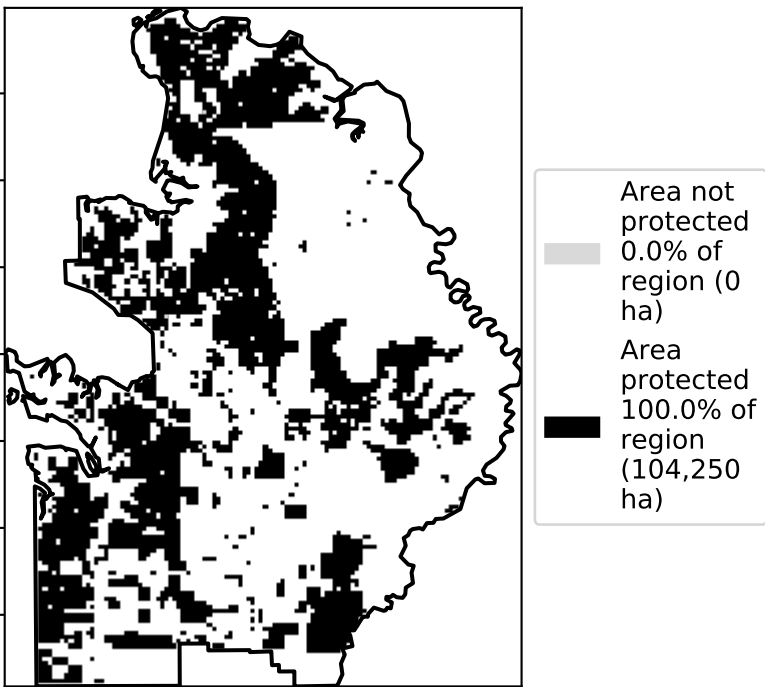 Area not
protected
0.0% of
region (0
ha)
Area
protected
100.0% of
region
(104,250
ha)